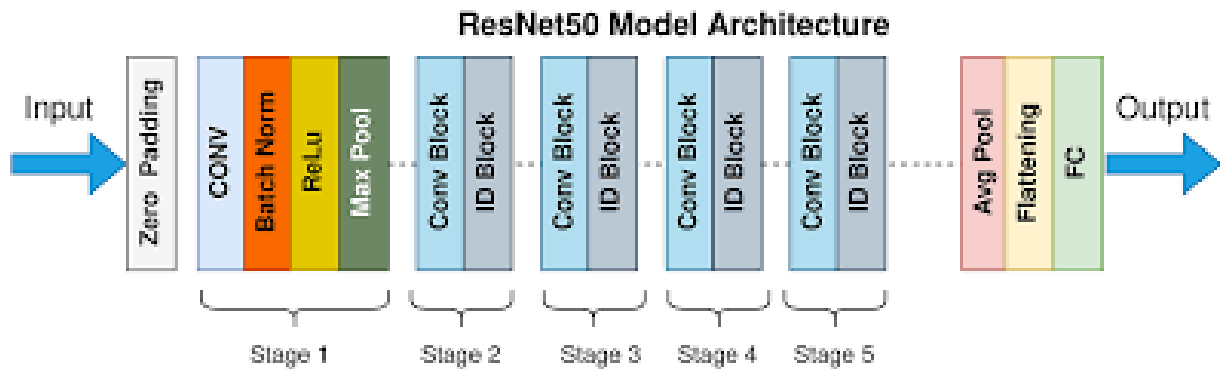 ResNet50 Model Architecture
Input
Zero Padding
CONV
Batch Norm
ReLu
Max Pool
Conv Block
ID Block
Conv Block
ID Block
Conv Block
ID Block
Conv Block
ID Block
Avg Pool
Flattening
FC
Output
Stage 1
Stage 2
Stage 3
Stage 4
Stage 5